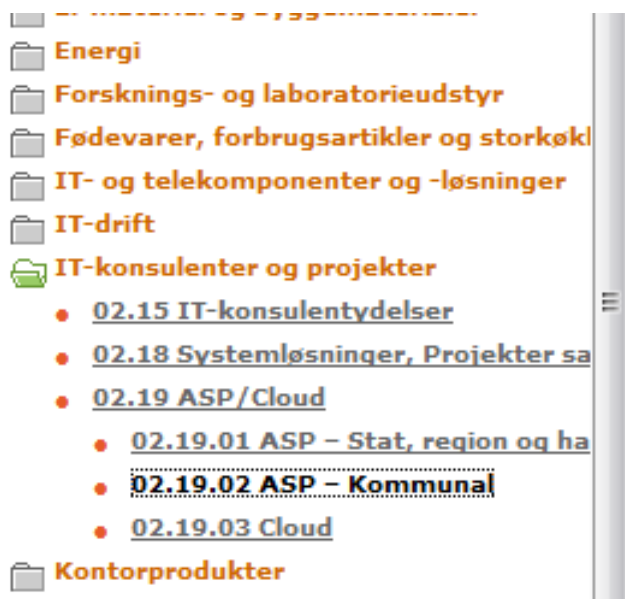 Energi
Forsknings- og laboratorieudstyr
Fødevarer, forbrugsartikler og storkøkl
IT- og telekomponenter og -løsninger
IT-drift
IT-konsulenter og projekter
02.15 IT-konsulentydelser
02.18 Systemløsninger, Projekter sa
02.19 ASP/Cloud
02.19.01 ASP – Stat, region og ha
02.19.02 ASP – Kommunal
02.19.03 Cloud
Kontorprodukter